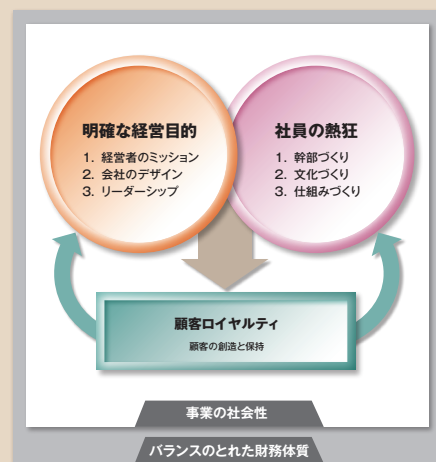 明確な経営目的
1. 経営者のミッション
2. 会社のデザイン
3. リーダーシップ
社員の熱狂
1. 幹部づくり
2. 文化づくり
3. 仕組みづくり
顧客ロイヤルティ
顧客の創造と保持
事業の社会性
バランスのとれた財務体質